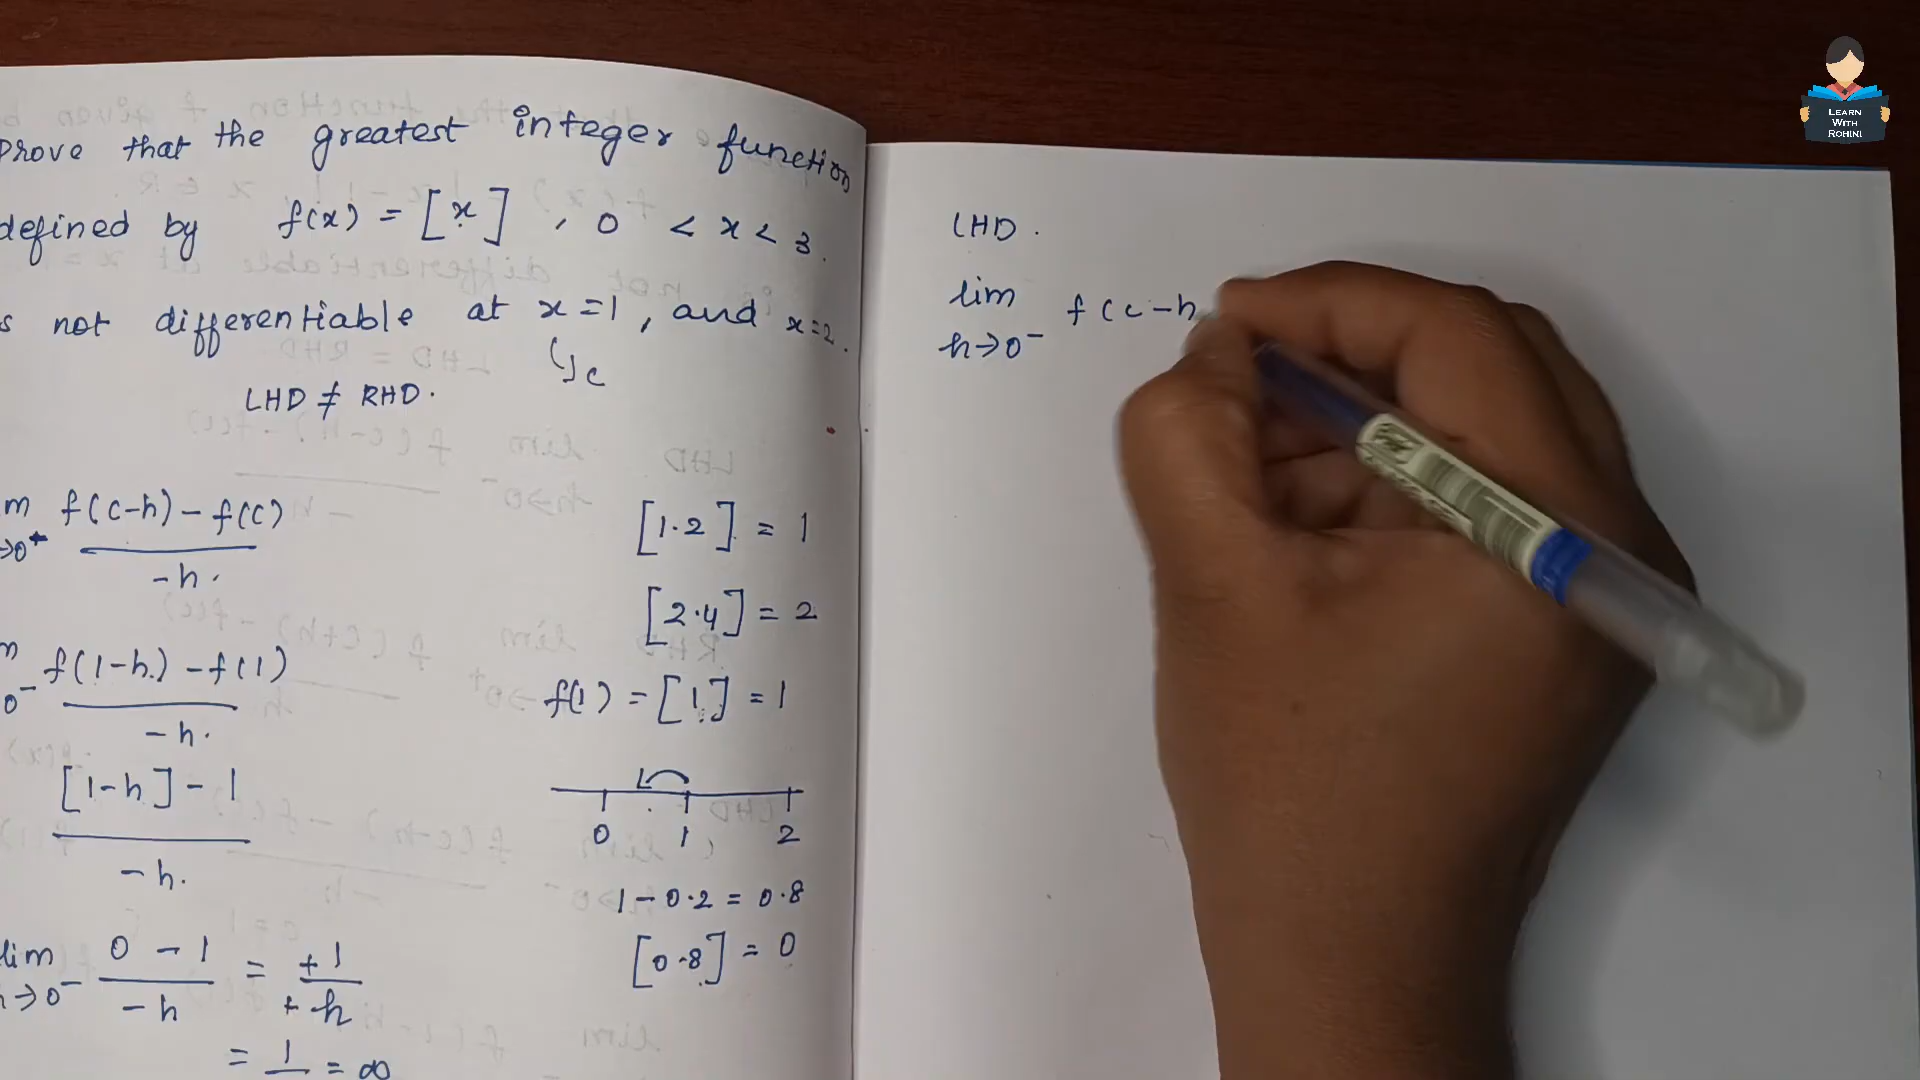 Prove that the greatest integer function
defined by f(x) = [x] , 0 < x < 3.
s not differentiable at x = 1, and x = 2.
c
LHD ≠ RHD.
m f(c-h) - f(c)
→0
-h.
f(1-h) - f(1)
0⁻
-h.
[1-h] - 1
-h.
lim 0 - 1 = +1
h→0⁻ -h +h
= 1 = ∞
[1.2] = 1
[2.4] = 2
f(1) = [1] = 1
0 1 2
1 - 0.2 = 0.8
[0.8] = 0
LHD.
lim f(c-h
h→0⁻
LEARN
WITH
ROHINI